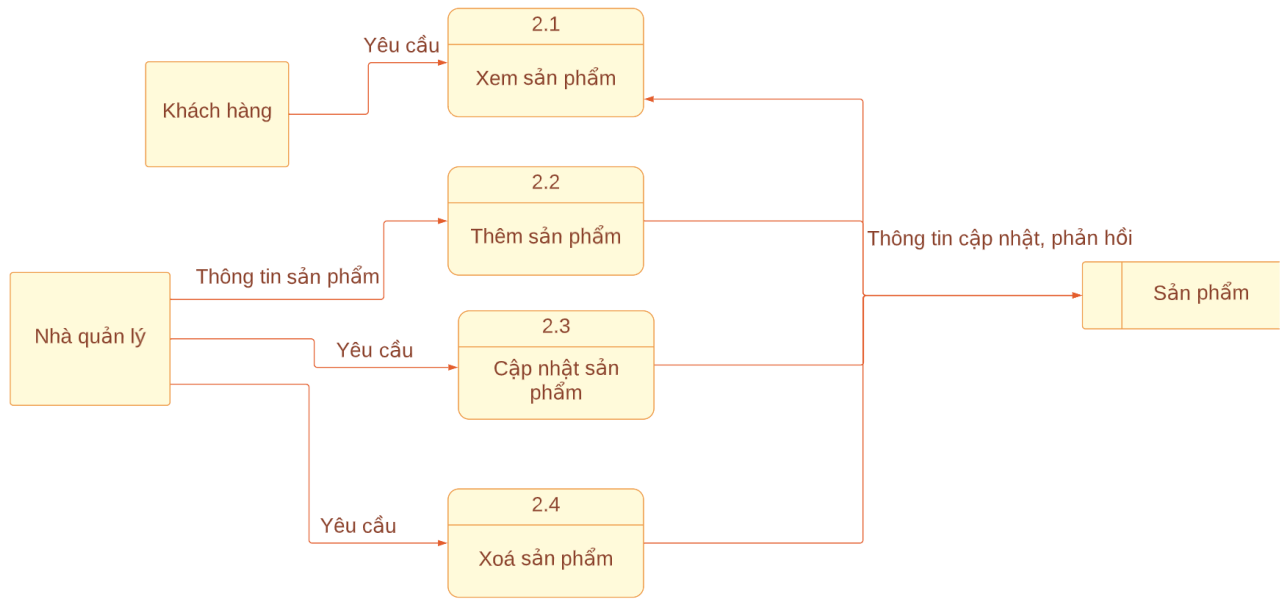 2.1
Yêu cầu
Xem sản phẩm
Khách hàng
2.2
Thêm sản phẩm
Thông tin cập nhật, phản hồi
Thông tin sản phẩm
Sản phẩm
Nhà quản lý
2.3
Yêu cầu
Cập nhật sản
phẩm
2.4
Yêu cầu
Xoá sản phẩm